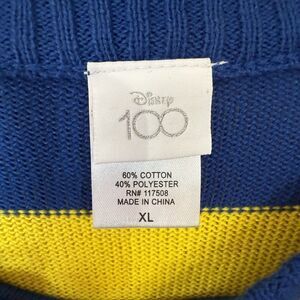 Disney
100
60% COTTON
40% POLYESTER
RN# 117508
MADE IN CHINA
XL